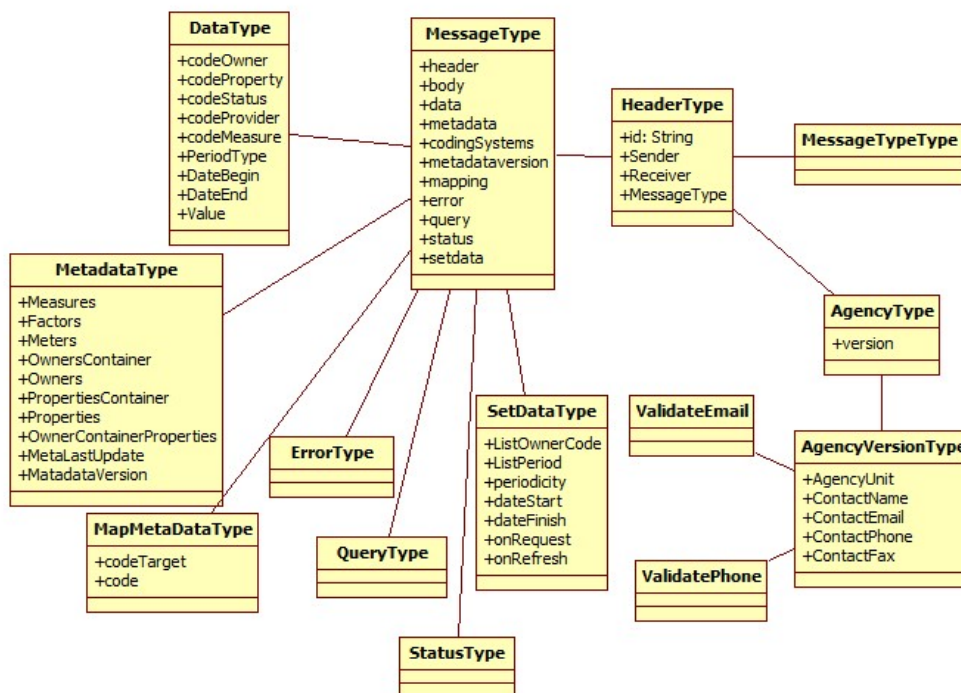 DataType
+codeOwner
+codeProperty
+codeStatus
+codeProvider
+codeMeasure
+PeriodType
+DateBegin
+DateEnd
+Value
MessageType
+header
+body
+data
+metadata
+codingSystems
+metadataversion
+mapping
+error
+query
+status
+setdata
HeaderType
+id: String
+Sender
+Receiver
+MessageType
MessageTypeType
MetadataType
+Measures
+Factors
+Meters
+OwnersContainer
+Owners
+PropertiesContainer
+Properties
+OwnerContainerProperties
+MetaLastUpdate
+MatadataVersion
AgencyType
+version
ErrorType
SetDataType
+ListOwnerCode
+ListPeriod
+periodicity
+dateStart
+dateFinish
+onRequest
+onRefresh
ValidateEmail
AgencyVersionType
+AgencyUnit
+ContactName
+ContactEmail
+ContactPhone
+ContactFax
MapMetaDataType
+codeTarget
+code
QueryType
ValidatePhone
StatusType